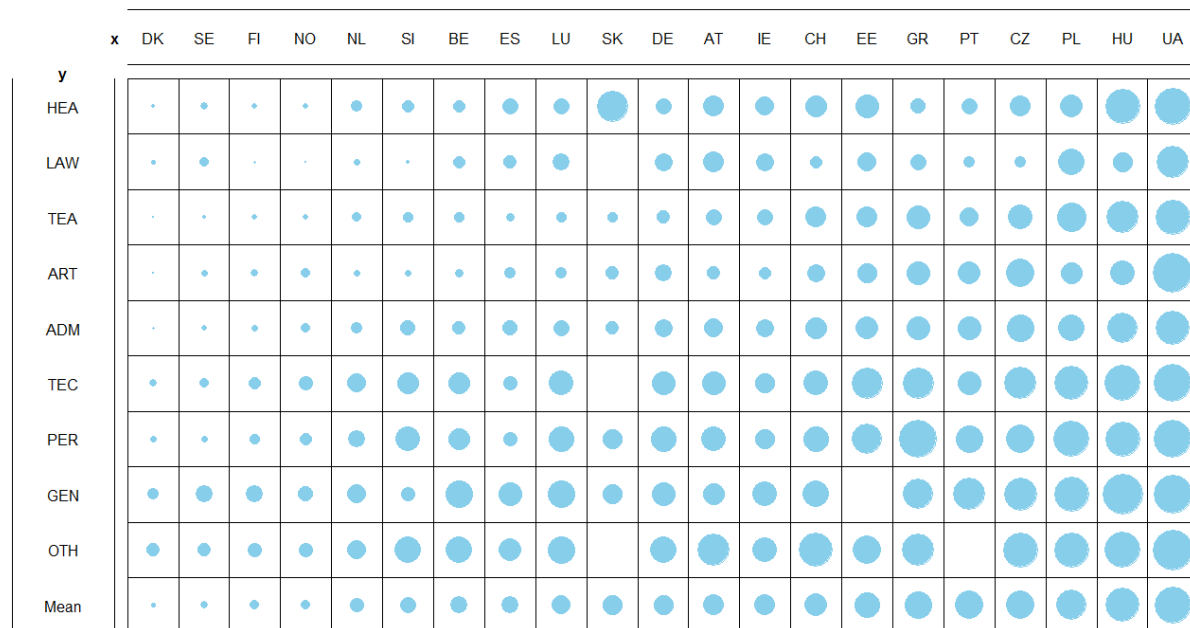 x DK SE FI NO NL SI BE ES LU SK DE AT IE CH EE GR PT CZ PL HU UA
y
HEA
LAW
TEA
ART
ADM
TEC
PER
GEN
OTH
Mean